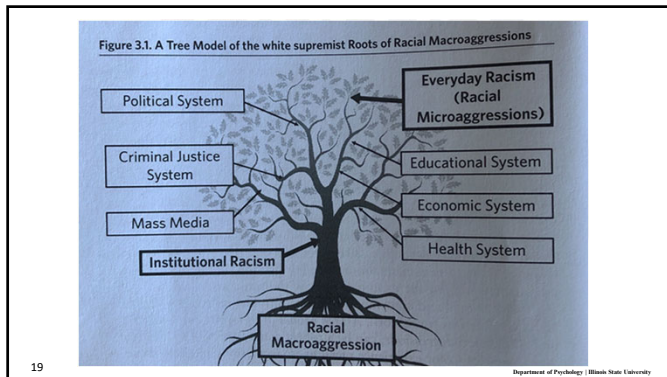 Figure 3.1. A Tree Model of the white supremist Roots of Racial Macroaggressions
Everyday Racism
(Racial
Microaggressions)
Political System
Criminal Justice
System
Educational System
Economic System
Mass Media
Health System
Institutional Racism
Racial
Macroaggression
19
Department of Psychology | Illinois State University